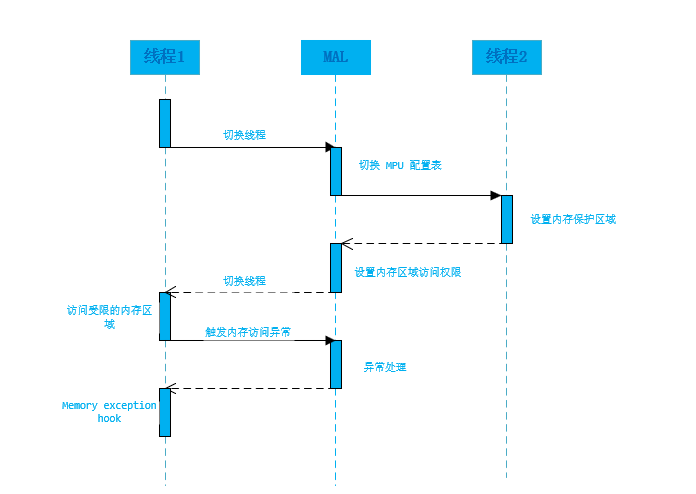 线程1
MAL
线程2
切换线程
切换 MPU 配置表
设置内存保护区域
设置内存区域访问权限
切换线程
访问受限的内存区
域
触发内存访问异常
异常处理
Memory exception
hook